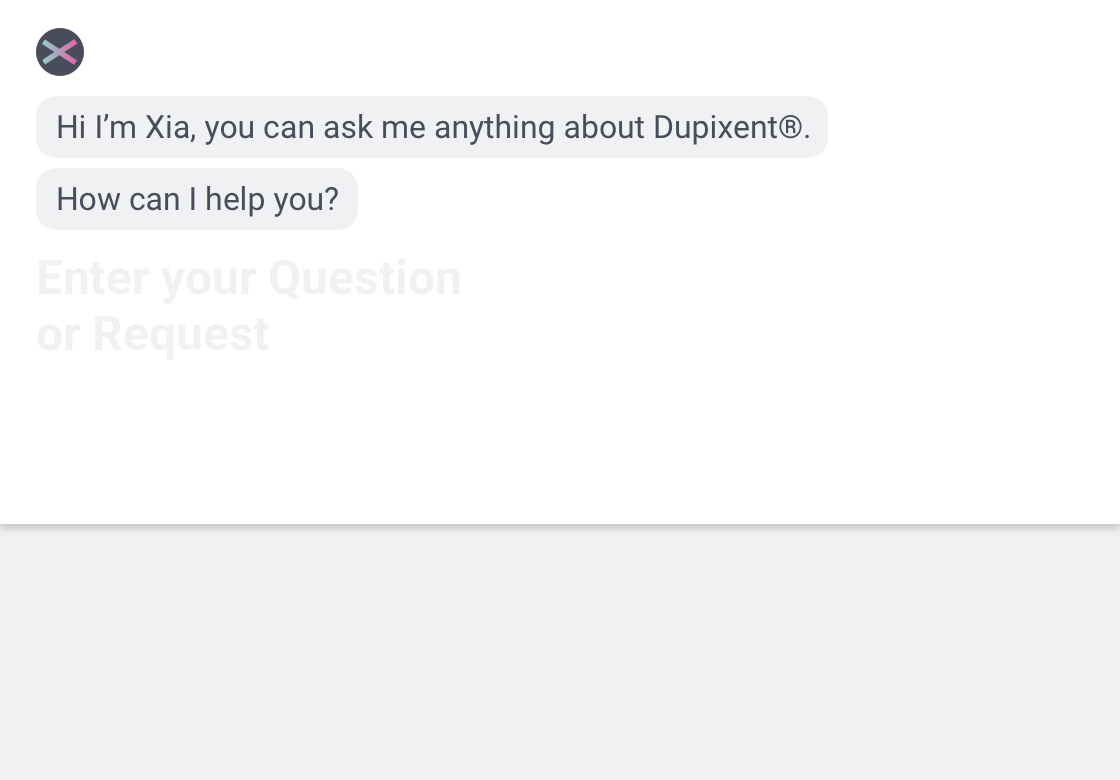 Hi I’m Xia, you can ask me anything about Dupixent®.
How can I help you?
Enter your Question
or Request